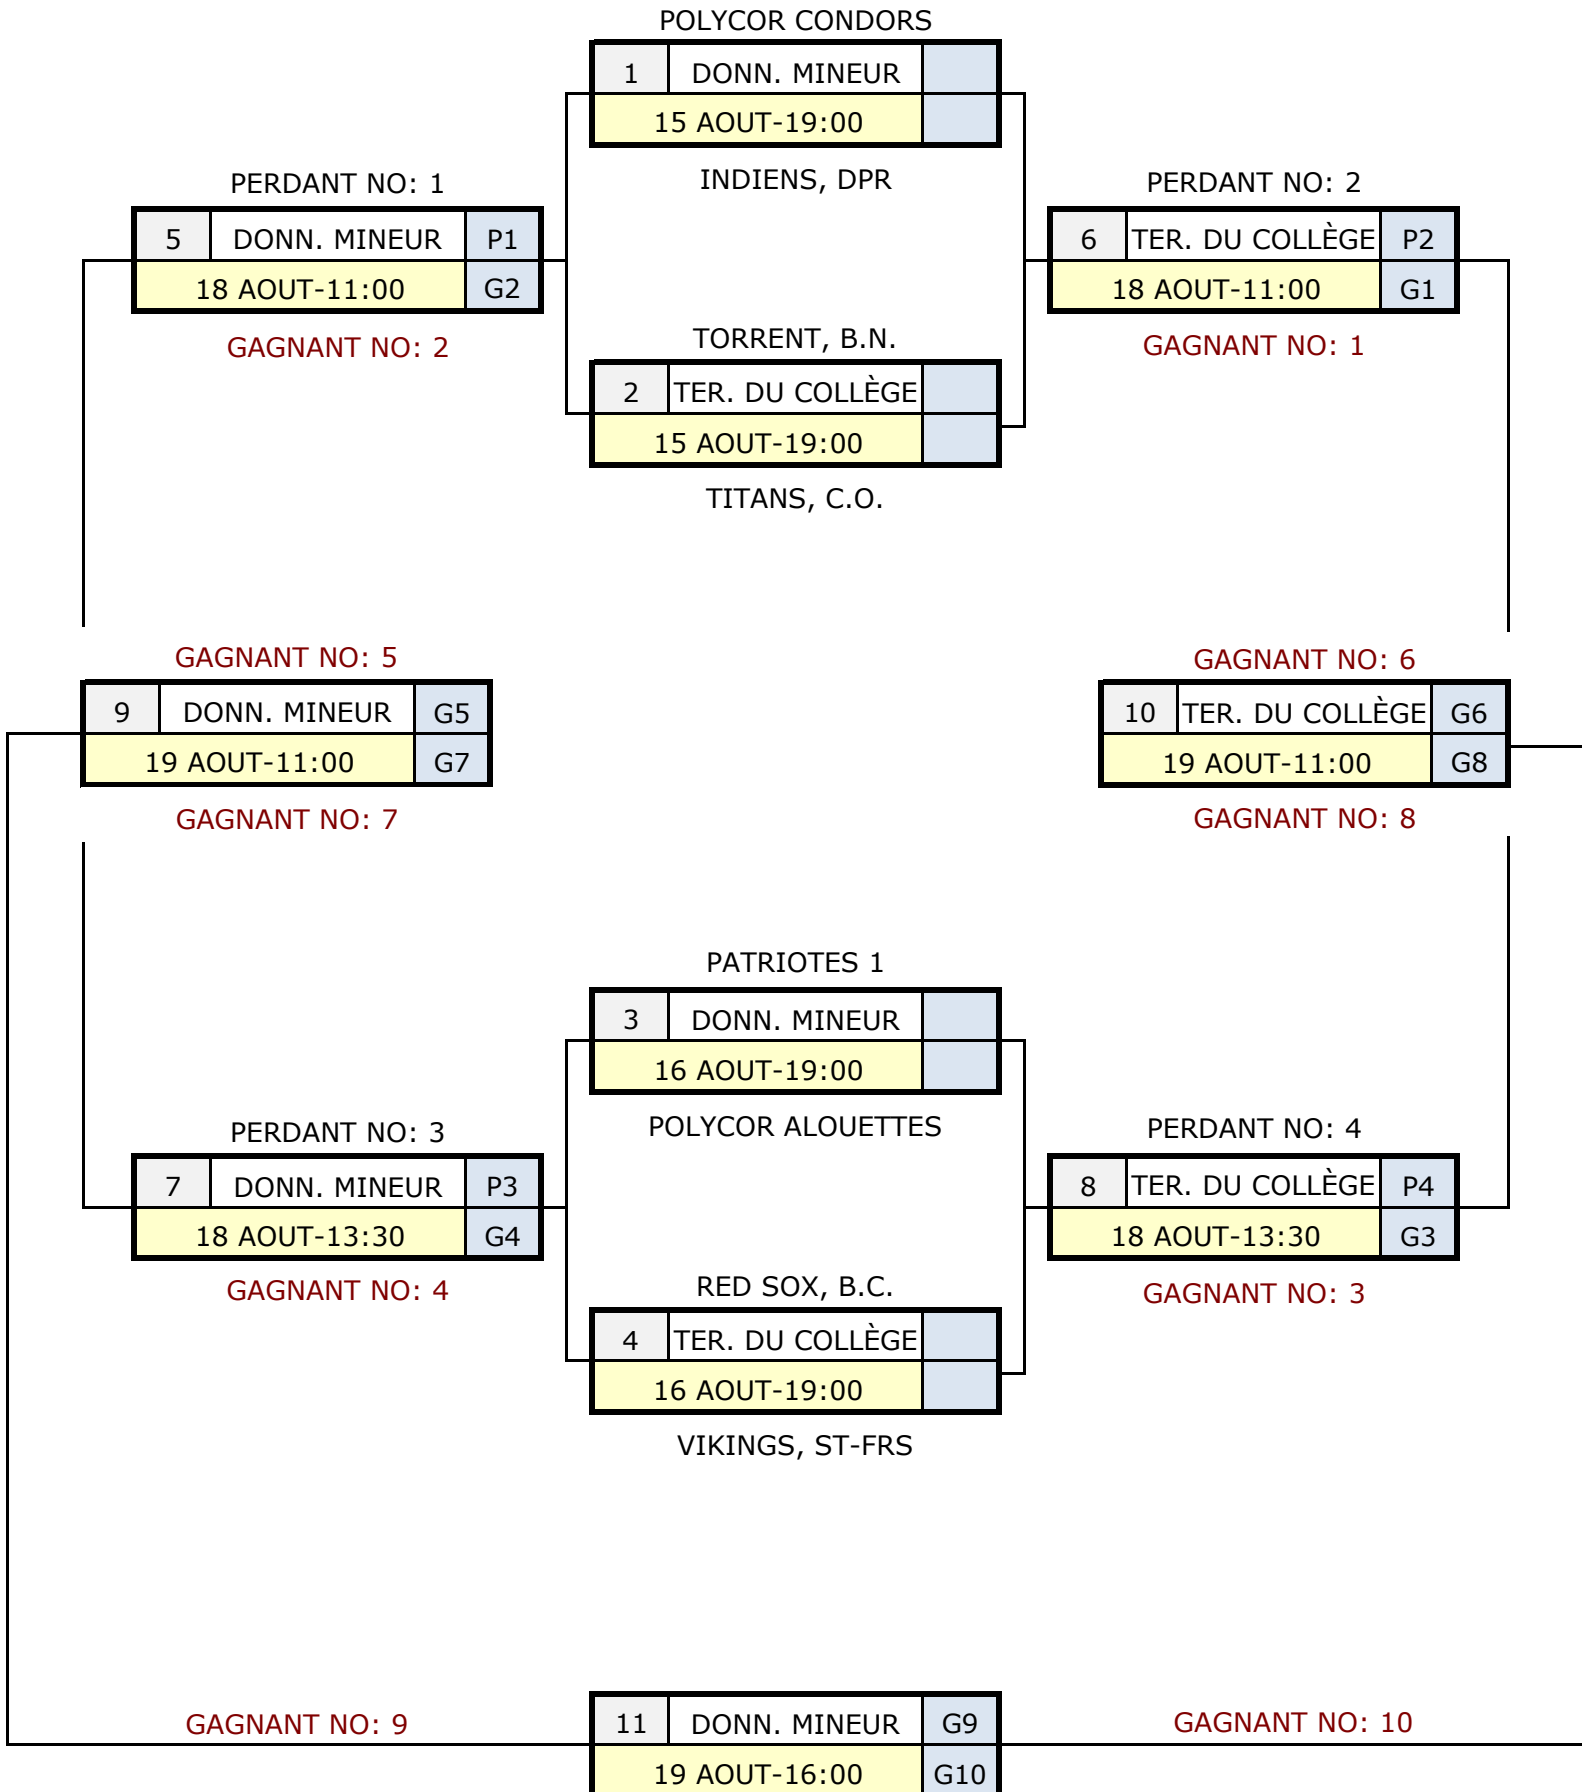 POLYCOR CONDORS
1 DONN. MINEUR
15 AOUT-19:00
INDIENS, DPR
PERDANT NO: 1
5 DONN. MINEUR P1
18 AOUT-11:00 G2
GAGNANT NO: 2
PERDANT NO: 2
6 TER. DU COLLÈGE P2
18 AOUT-11:00 G1
GAGNANT NO: 1
TORRENT, B.N.
2 TER. DU COLLÈGE
15 AOUT-19:00
TITANS, C.O.
GAGNANT NO: 5
9 DONN. MINEUR G5
19 AOUT-11:00 G7
GAGNANT NO: 7
GAGNANT NO: 6
10 TER. DU COLLÈGE G6
19 AOUT-11:00 G8
GAGNANT NO: 8
PATRIOTES 1
3 DONN. MINEUR
16 AOUT-19:00
POLYCOR ALOUETTES
PERDANT NO: 3
7 DONN. MINEUR P3
18 AOUT-13:30 G4
GAGNANT NO: 4
PERDANT NO: 4
8 TER. DU COLLÈGE P4
18 AOUT-13:30 G3
GAGNANT NO: 3
RED SOX, B.C.
4 TER. DU COLLÈGE
16 AOUT-19:00
VIKINGS, ST-FRS
GAGNANT NO: 9
11 DONN. MINEUR G9
19 AOUT-16:00 G10
GAGNANT NO: 10